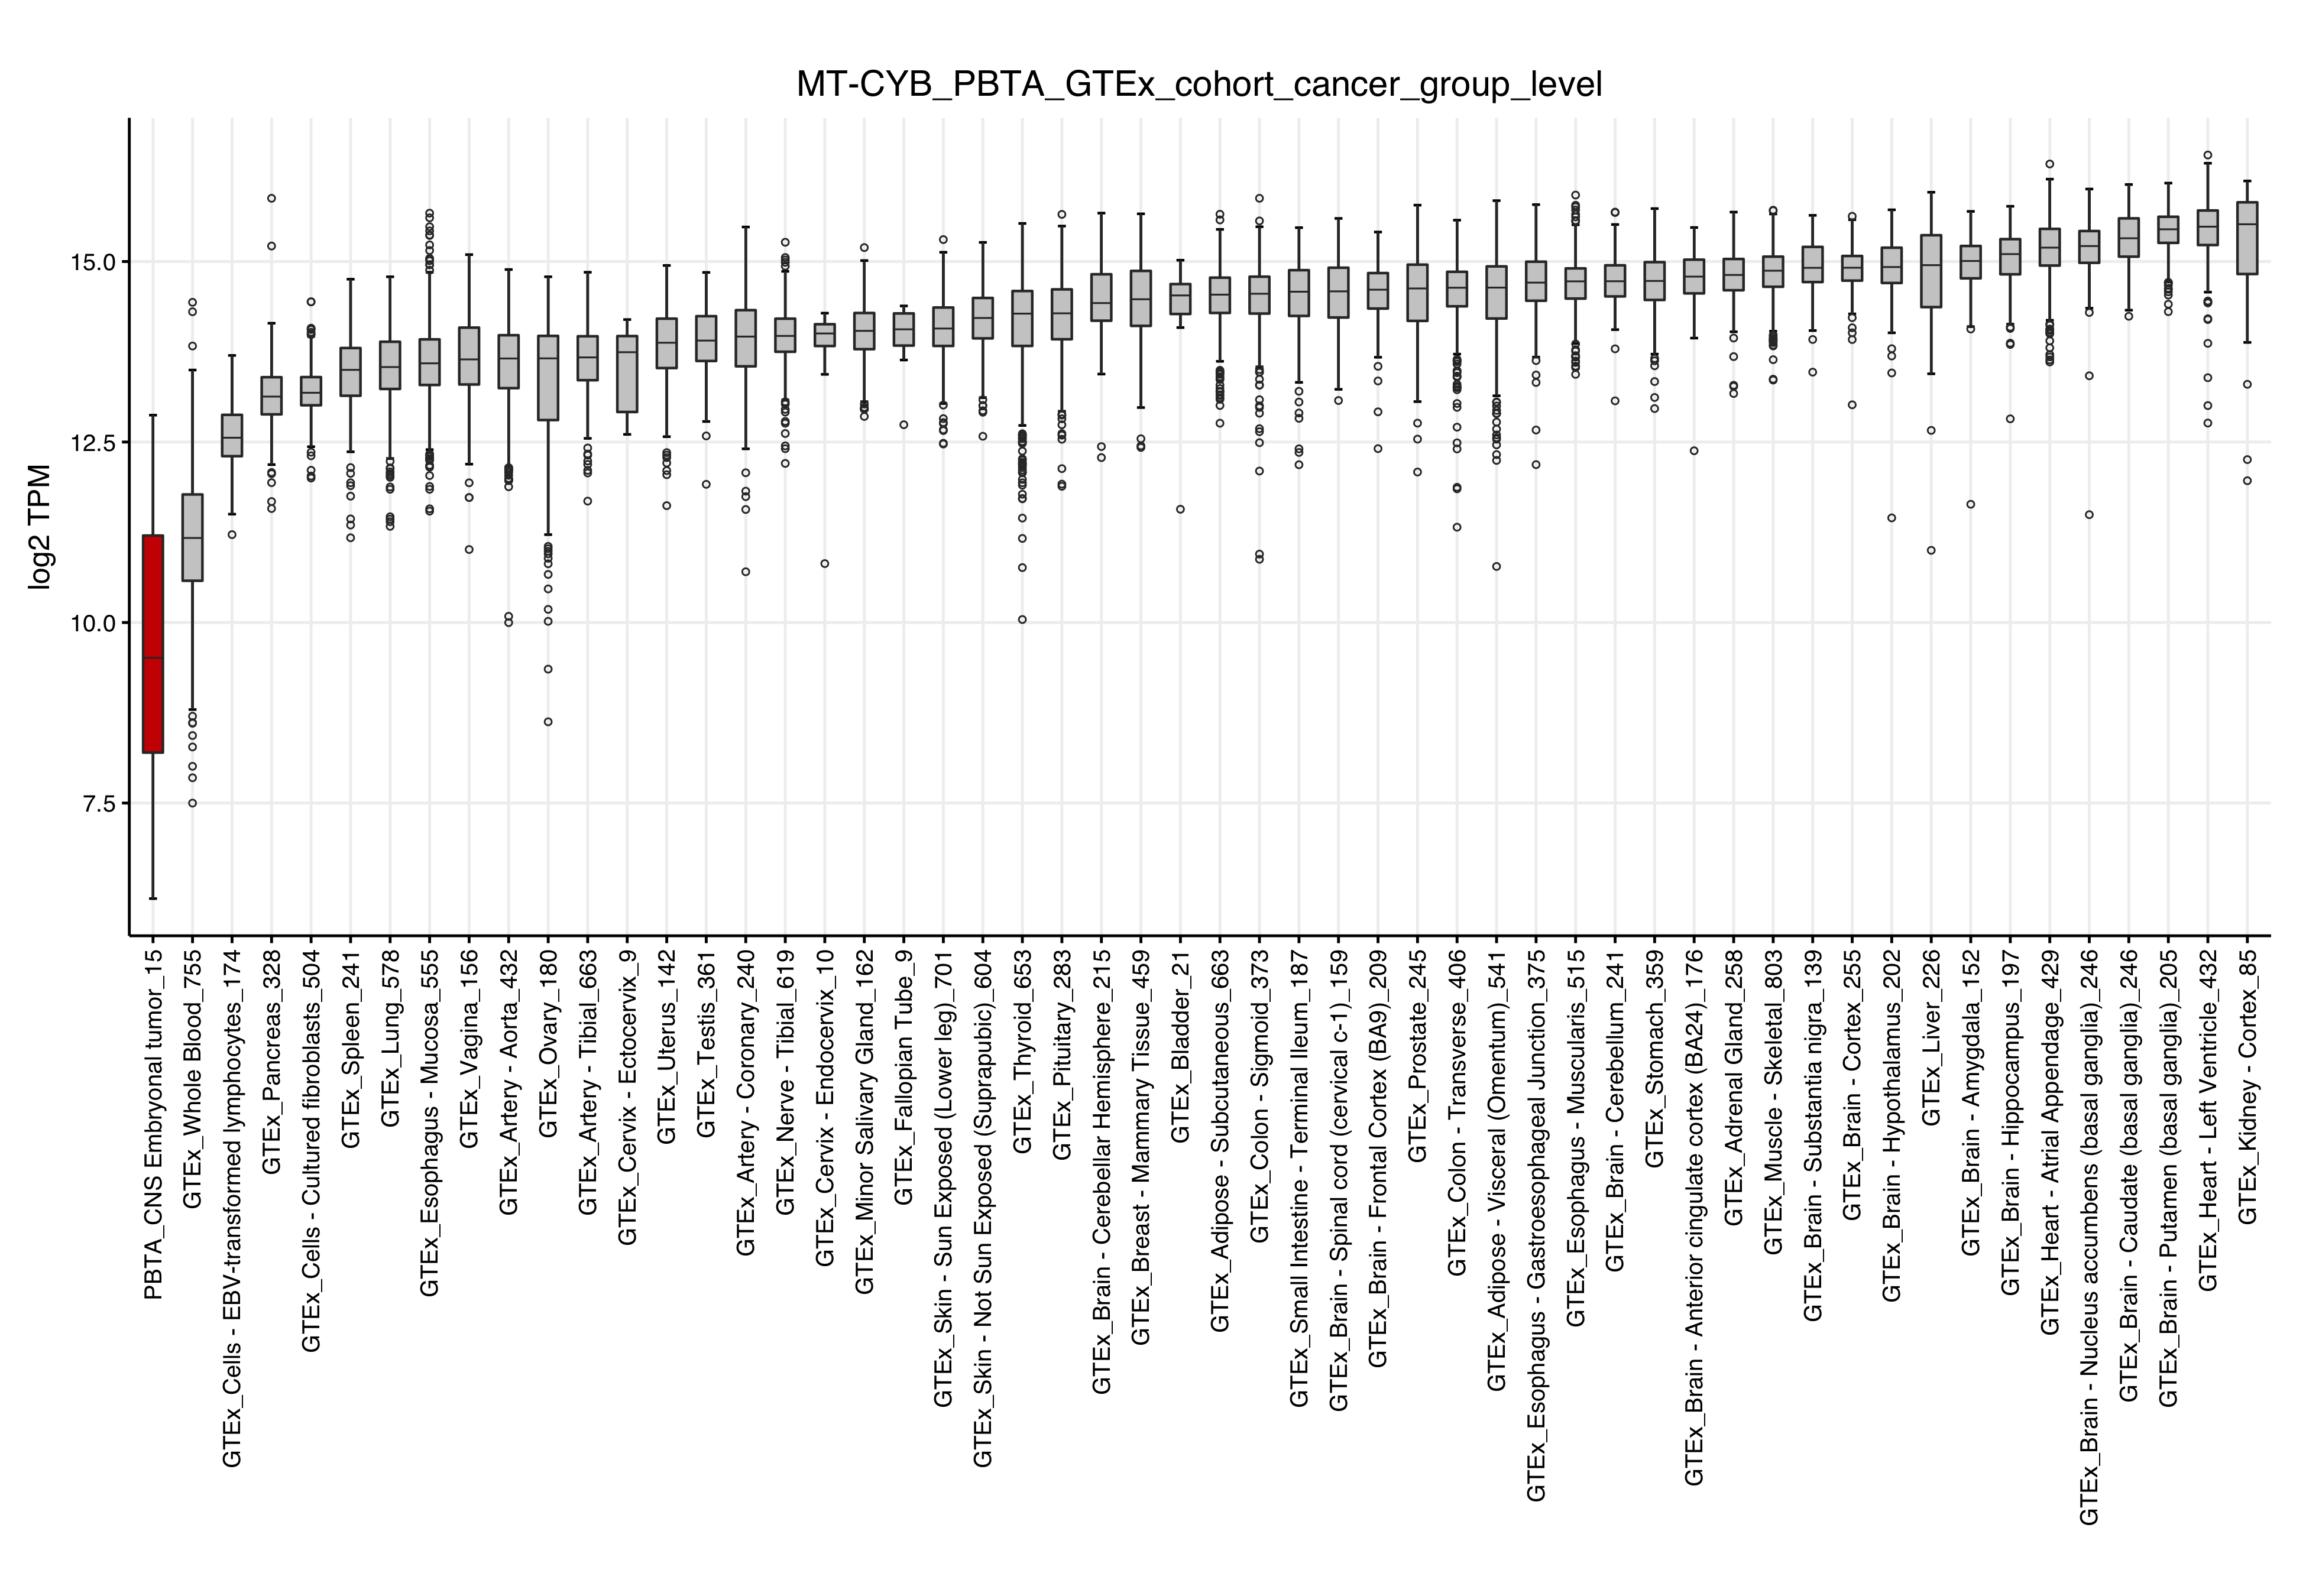 MT-CYB_PBTA_GTEx_cohort_cancer_group_level
log2 TPM
15.0
12.5
10.0
7.5
PBTA_CNS Embryonal tumor_15
GTEx_Whole Blood_755
GTEx_Cells - EBV-transformed lymphocytes_174
GTEx_Pancreas_328
GTEx_Cells - Cultured fibroblasts_504
GTEx_Spleen_241
GTEx_Lung_578
GTEx_Esophagus - Mucosa_555
GTEx_Vagina_156
GTEx_Artery - Aorta_432
GTEx_Ovary_180
GTEx_Artery - Tibial_663
GTEx_Cervix - Ectocervix_9
GTEx_Uterus_142
GTEx_Testis_361
GTEx_Artery - Coronary_240
GTEx_Nerve - Tibial_619
GTEx_Cervix - Endocervix_10
GTEx_Minor Salivary Gland_162
GTEx_Fallopian Tube_9
GTEx_Skin - Sun Exposed (Lower leg)_701
GTEx_Skin - Not Sun Exposed (Suprapubic)_604
GTEx_Thyroid_653
GTEx_Pituitary_283
GTEx_Brain - Cerebellar Hemisphere_215
GTEx_Breast - Mammary Tissue_459
GTEx_Bladder_21
GTEx_Adipose - Subcutaneous_663
GTEx_Colon - Sigmoid_373
GTEx_Small Intestine - Terminal Ileum_187
GTEx_Brain - Spinal cord (cervical c-1)_159
GTEx_Brain - Frontal Cortex (BA9)_209
GTEx_Prostate_245
GTEx_Colon - Transverse_406
GTEx_Adipose - Visceral (Omentum)_541
GTEx_Esophagus - Gastroesophageal Junction_375
GTEx_Esophagus - Muscularis_515
GTEx_Brain - Cerebellum_241
GTEx_Stomach_359
GTEx_Brain - Anterior cingulate cortex (BA24)_176
GTEx_Adrenal Gland_258
GTEx_Muscle - Skeletal_803
GTEx_Brain - Substantia nigra_139
GTEx_Brain - Cortex_255
GTEx_Brain - Hypothalamus_202
GTEx_Liver_226
GTEx_Brain - Amygdala_152
GTEx_Brain - Hippocampus_197
GTEx_Heart - Atrial Appendage_429
GTEx_Brain - Nucleus accumbens (basal ganglia)_246
GTEx_Brain - Caudate (basal ganglia)_246
GTEx_Brain - Putamen (basal ganglia)_205
GTEx_Heart - Left Ventricle_432
GTEx_Kidney - Cortex_85